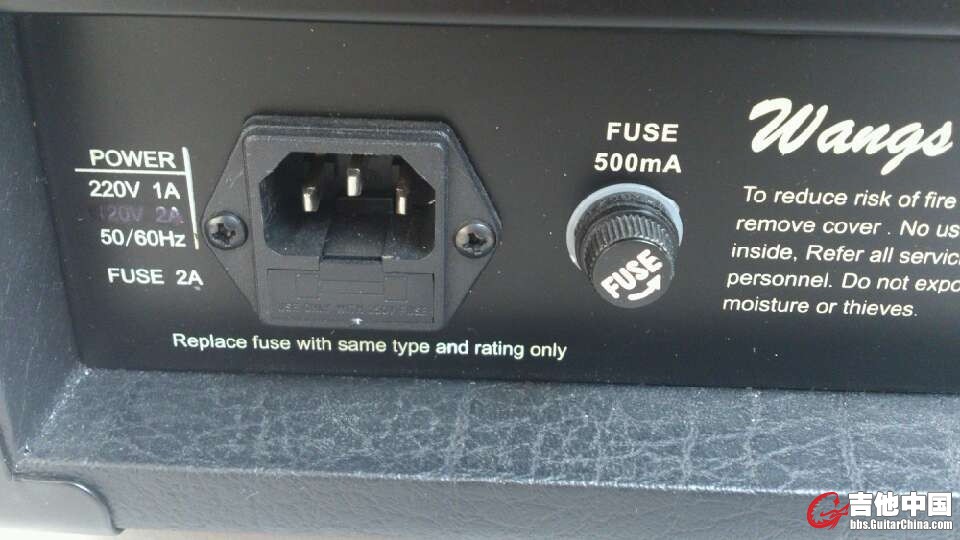 POWER
220V 1A
120V 2A
50/60Hz
FUSE 2A
Replace fuse with same type and rating only
FUSE
500mA
FUSE
Wangs
To reduce risk of fire
remove cover . No us
inside, Refer all servic
personnel. Do not expo
moisture or thieves.
吉他中国
bbs.GuitarChina.com